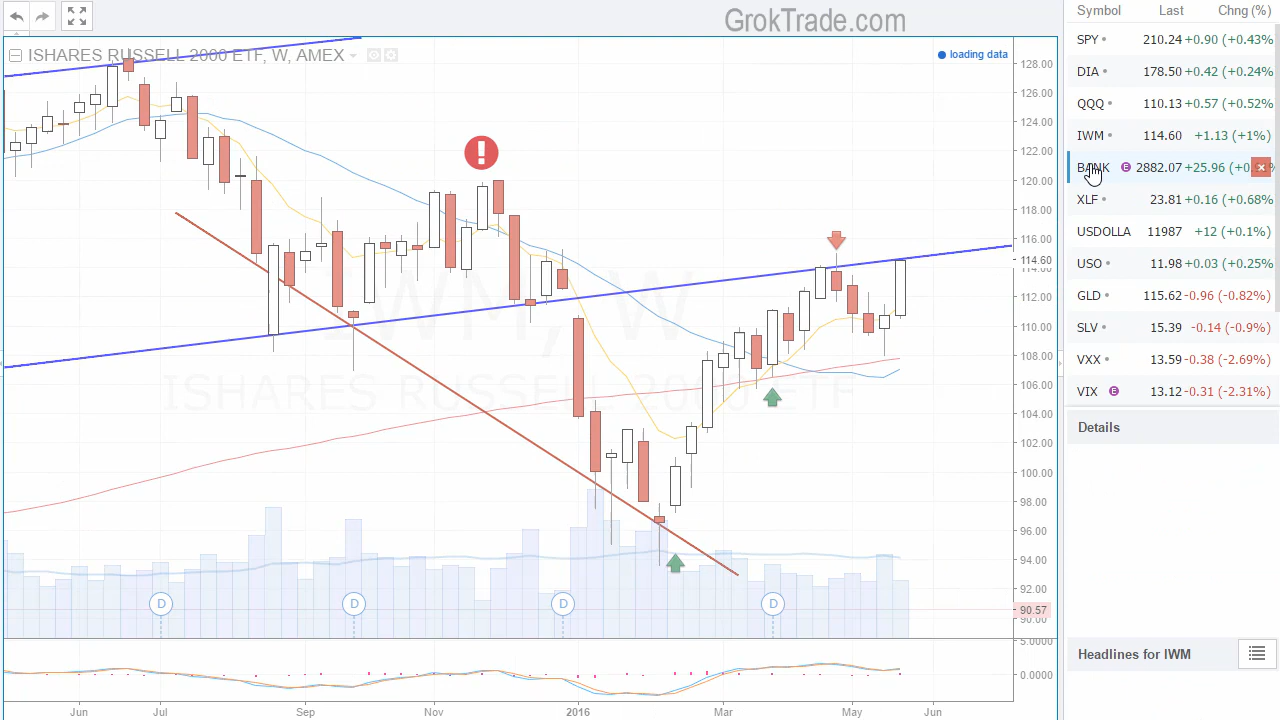 GrokTrade.com
ISHARES RUSSELL 2000 ETF, W, AMEX
loading data
IWM, W
ISHARES RUSSELL 2000 ETF
!
128.00
126.00
124.00
122.00
120.00
118.00
116.00
114.60
114.00
112.00
110.00
108.00
106.00
104.00
102.00
100.00
98.00
96.00
94.00
92.00
90.57
90.00
D D D D
5.0000
0.0000
Jun Jul Sep Nov 2016 Mar May Jun
Symbol Last Chng (%)
SPY 210.24 +0.90 (+0.43%
DIA 178.50 +0.42 (+0.24%
QQQ 110.13 +0.57 (+0.52%
IWM 114.60 +1.13 (+1%)
BANK E 2882.07 +25.96 (+0.
XLF 23.81 +0.16 (+0.68%
USDOLLA 11987 +12 (+0.1%)
USO 11.98 +0.03 (+0.25%
GLD 115.62 -0.96 (-0.82%)
SLV 15.39 -0.14 (-0.9%)
VXX 13.59 -0.38 (-2.69%)
VIX E 13.12 -0.31 (-2.31%)
Details
Headlines for IWM